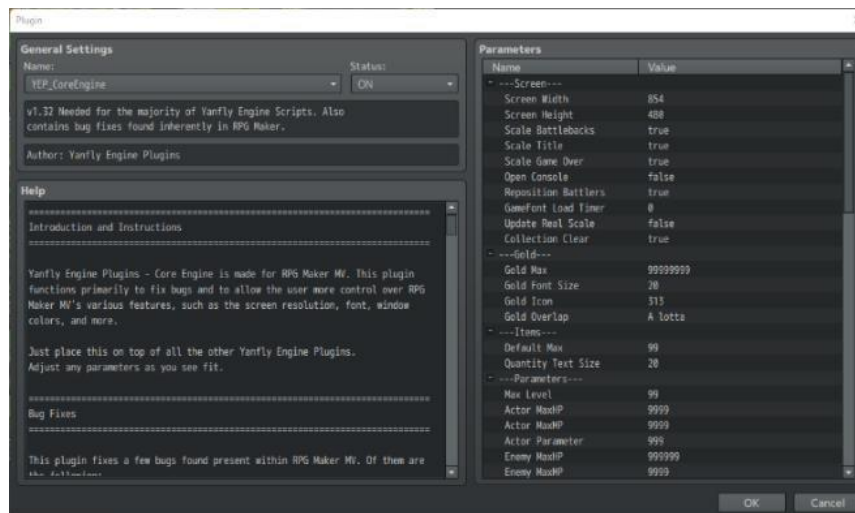 Plugin
General Settings
Name:
Status:
YEP_CoreEngine
ON
v1.32 Needed for the majority of Yanfly Engine Scripts. Also
contains bug fixes found inherently in RPG Maker.
Author: Yanfly Engine Plugins
Help
================================================================================
Introduction and Instructions
================================================================================
Yanfly Engine Plugins - Core Engine is made for RPG Maker MV. This plugin
functions primarily to fix bugs and to allow the user more control over RPG
Maker MV's various features, such as the screen resolution, font, window
colors, and more.
Just place this on top of all the other Yanfly Engine Plugins.
Adjust any parameters as you see fit.
================================================================================
Bug Fixes
================================================================================
This plugin fixes a few bugs found present within RPG Maker MV. Of them are
the following:
Parameters
Name Value
---Screen---
Screen Width 854
Screen Height 480
Scale Battlebacks true
Scale Title true
Scale Game Over true
Open Console false
Reposition Battlers true
GameFont Load Timer 0
Update Real Scale false
Collection Clear true
---Gold---
Gold Max 99999999
Gold Font Size 20
Gold Icon 313
Gold Overlap A lotta
---Items---
Default Max 99
Quantity Text Size 20
---Parameters---
Max Level 99
Actor MaxHP 9999
Actor MaxMP 9999
Actor Parameter 999
Enemy MaxHP 999999
Enemy MaxMP 9999
OK
Cancel